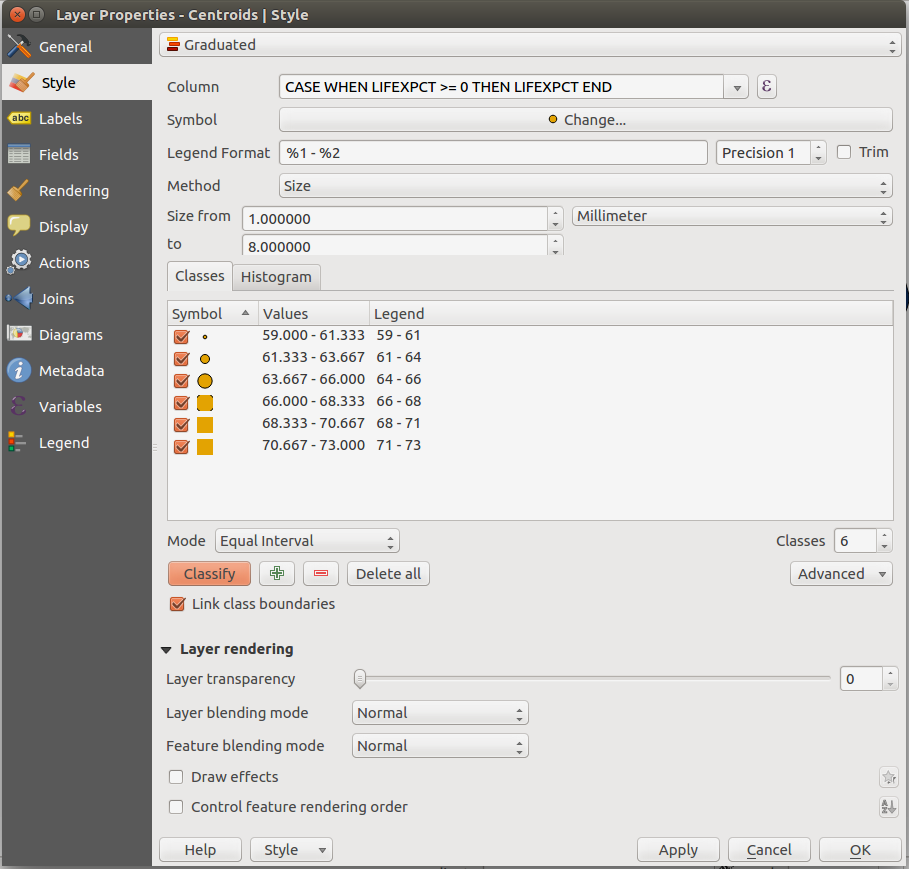 Layer Properties - Centroids | Style
General
Style
abc Labels
Fields
Rendering
Display
Actions
Joins
Diagrams
i Metadata
ε Variables
Legend
Graduated
Column CASE WHEN LIFEXPCT >= 0 THEN LIFEXPCT END ε
Symbol Change...
Legend Format %1 - %2 Precision 1 Trim
Method Size
Size from 1.000000 Millimeter
to 8.000000
Classes Histogram
Symbol Values Legend
59.000 - 61.333 59 - 61
61.333 - 63.667 61 - 64
63.667 - 66.000 64 - 66
66.000 - 68.333 66 - 68
68.333 - 70.667 68 - 71
70.667 - 73.000 71 - 73
Mode Equal Interval Classes 6
Classify Delete all Advanced
Link class boundaries
Layer rendering
Layer transparency 0
Layer blending mode Normal
Feature blending mode Normal
Draw effects
Control feature rendering order
Help Style Apply Cancel OK